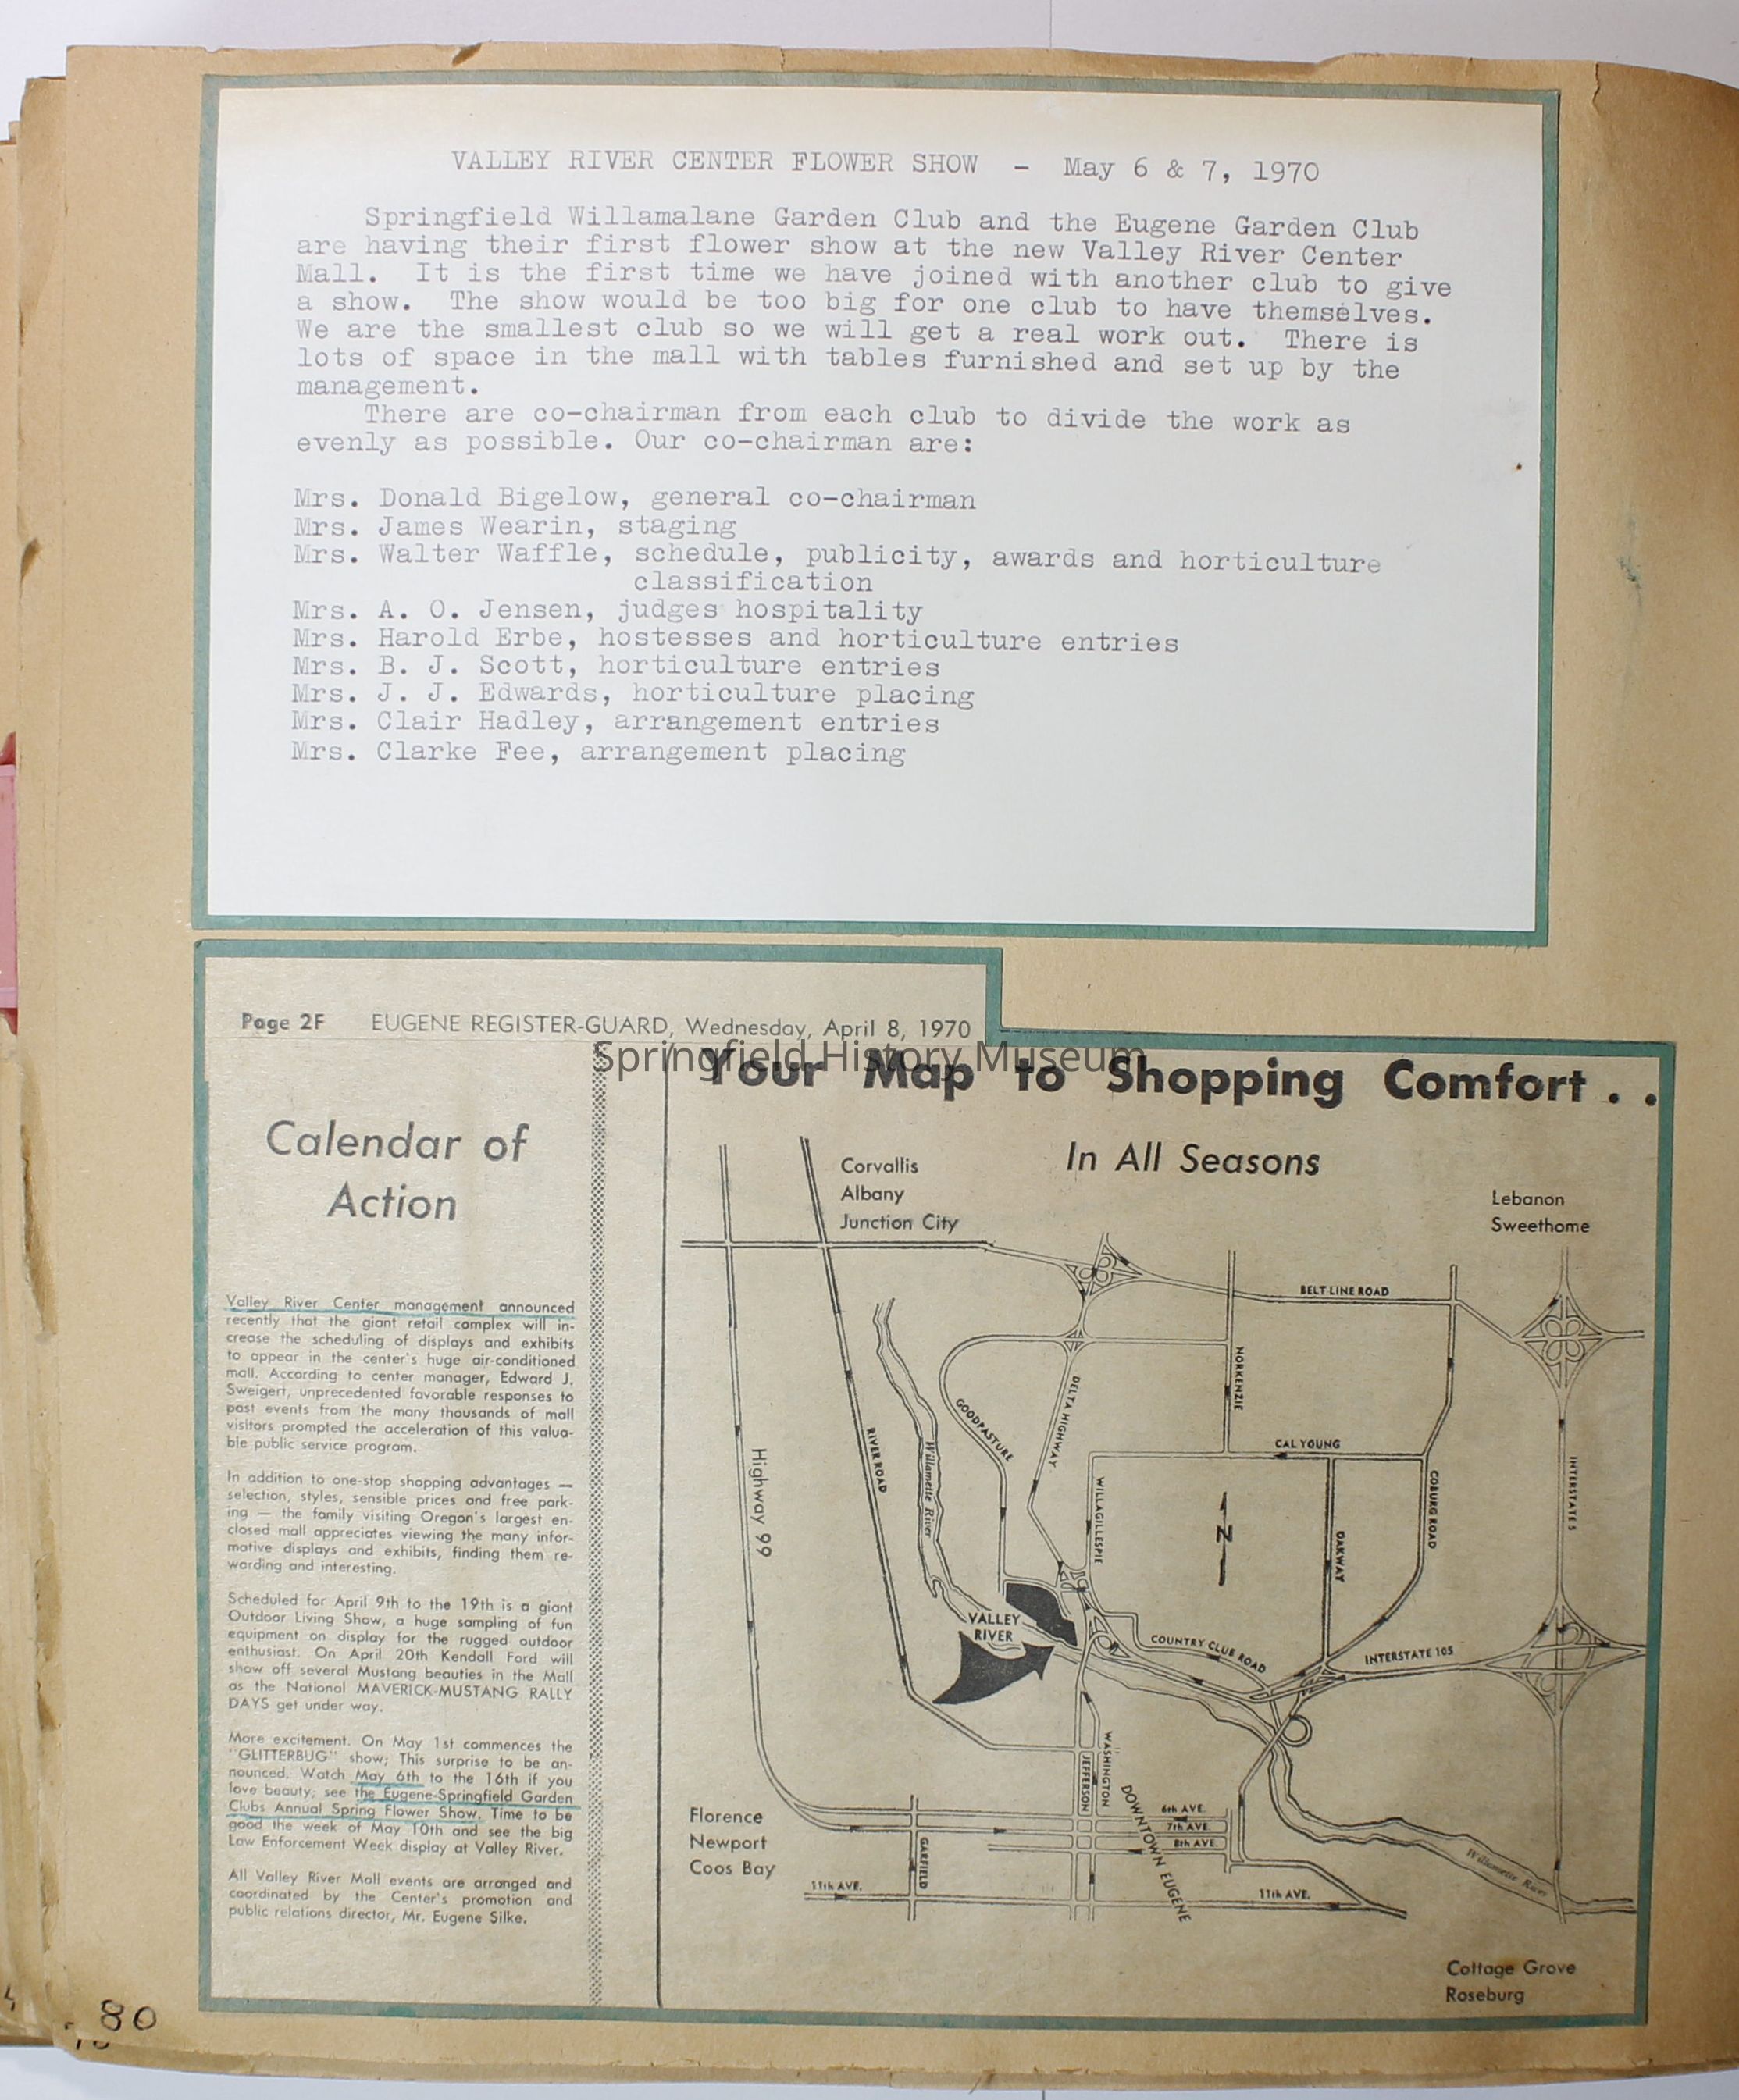 VALLEY RIVER CENTER FLOWER SHOW - May 6 & 7, 1970
Springfield Willamalane Garden Club and the Eugene Garden Club
are having their first flower show at the new Valley River Center
Mall. It is the first time we have joined with another club to give
a show. The show would be too big for one club to have themselves.
We are the smallest club so we will get a real work out. There is
lots of space in the mall with tables furnished and set up by the
management.
There are co-chairman from each club to divide the work as
evenly as possible. Our co-chairman are:
Mrs. Donald Bigelow, general co-chairman
Mrs. James Wearin, staging
Mrs. Walter Waffle, schedule, publicity, awards and horticulture
classification
Mrs. A. O. Jensen, judges hospitality
Mrs. Harold Erbe, hostesses and horticulture entries
Mrs. B. J. Scott, horticulture entries
Mrs. J. J. Edwards, horticulture placing
Mrs. Clair Hadley, arrangement entries
Mrs. Clarke Fee, arrangement placing
Page 2F EUGENE REGISTER-GUARD, Wednesday, April 8, 1970
Springfield History Museum
Calendar of
Action
Valley River Center management announced
recently that the giant retail complex will in-
crease the scheduling of displays and exhibits
to appear in the center's huge air-conditioned
mall. According to center manager, Edward J.
Sweigert, unprecedented favorable responses to
past events from the many thousands of mall
visitors prompted the acceleration of this valua-
ble public service program.
In addition to one-stop shopping advantages —
selection, styles, sensible prices and free park-
ing — the family visiting Oregon's largest en-
closed mall appreciates viewing the many infor-
mative displays and exhibits, finding them re-
warding and interesting.
Scheduled for April 9th to the 19th is a giant
Outdoor Living Show, a huge sampling of fun
equipment on display for the rugged outdoor
enthusiast. On April 20th Kendall Ford will
show off several Mustang beauties in the Mall
as the National MAVERICK-MUSTANG RALLY
DAYS get under way.
More excitement. On May 1st commences the
"GLITTERBUG" show; This surprise to be an-
nounced. Watch May 6th to the 16th if you
love beauty; see the Eugene-Springfield Garden
Clubs Annual Spring Flower Show. Time to be
good the week of May 10th and see the big
Law Enforcement Week display at Valley River.
All Valley River Mall events are arranged and
coordinated by the Center's promotion and
public relations director, Mr. Eugene Silke.
Your Map to Shopping Comfort . .
In All Seasons
Corvallis
Albany
Junction City
Lebanon
Sweethome
BELT LINE ROAD
NORKENZIE
DELTA HIGHWAY
GOODPASTURE
RIVER ROAD
Willamette River
Highway 99
CAL YOUNG
WILLAGILLESPIE
COBURG ROAD
INTERSTATE 5
OAKWAY
N
VALLEY
RIVER
COUNTRY CLUB ROAD
INTERSTATE 105
WASHINGTON
JEFFERSON
DOWNTOWN EUGENE
6th AVE.
7th AVE.
8th AVE.
Florence
Newport
Coos Bay
GARFIELD
11th AVE.
11th AVE.
Willamette River
Cottage Grove
Roseburg
80